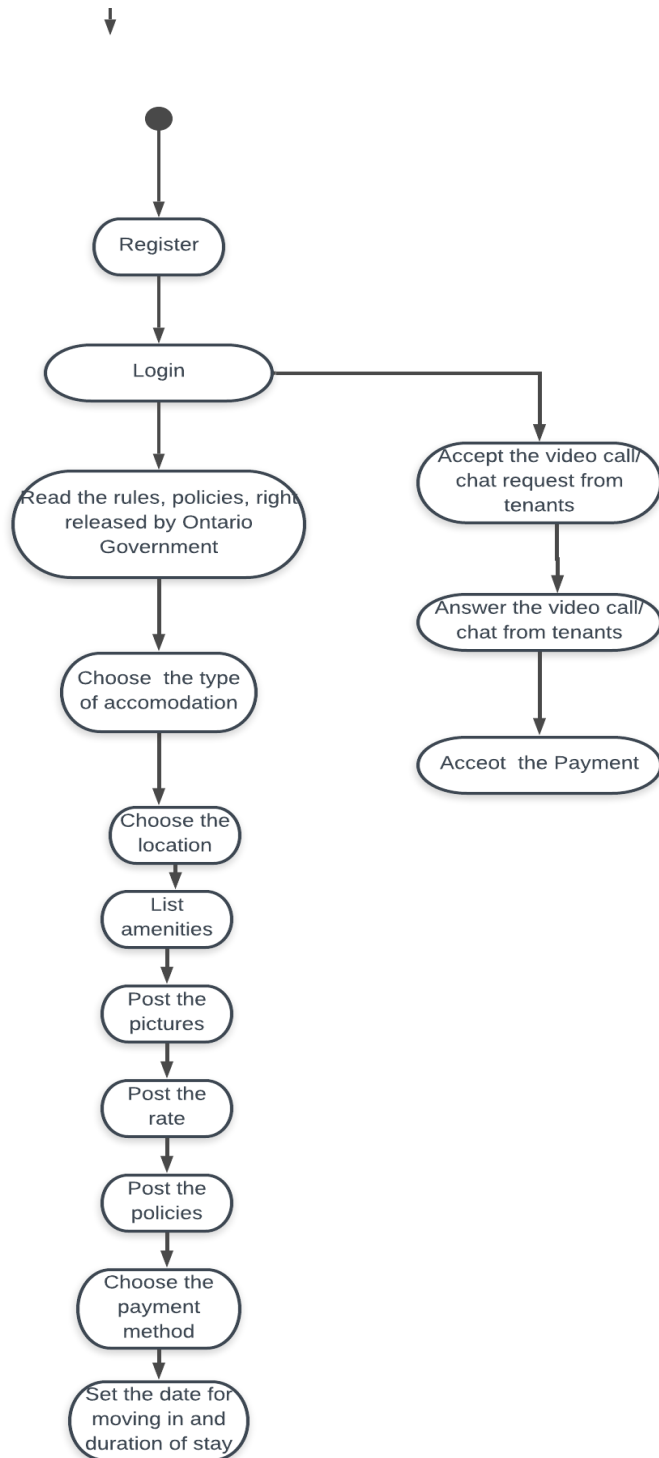 Register
Login
Read the rules, policies, right
released by Ontario
Government
Choose  the type
of accomodation
Choose the
location
List
amenities
Post the
pictures
Post the
rate
Post the
policies
Choose the
payment
method
Set the date for
moving in and
duration of stay
Accept the video call/
chat request from
tenants
Answer the video call/
chat from tenants
Acceot  the Payment